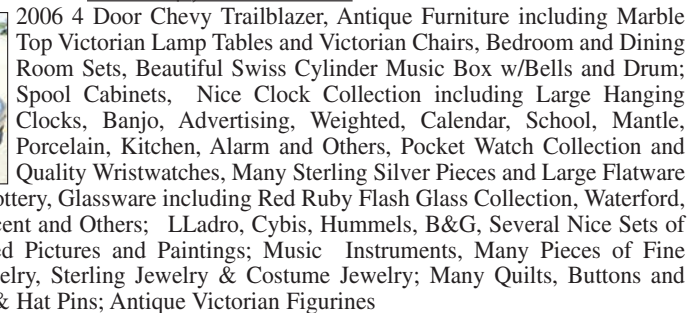 2006 4 Door Chevy Trailblazer, Antique Furniture including Marble
Top Victorian Lamp Tables and Victorian Chairs, Bedroom and Dining
Room Sets, Beautiful Swiss Cylinder Music Box w/Bells and Drum;
Spool Cabinets, Nice Clock Collection including Large Hanging
Clocks, Banjo, Advertising, Weighted, Calendar, School, Mantle,
Porcelain, Kitchen, Alarm and Others, Pocket Watch Collection and
Quality Wristwatches, Many Sterling Silver Pieces and Large Flatware
Glassware including Red Ruby Flash Glass Collection, Waterford,
and Others; LLadro, Cybis, Hummels, B&G, Several Nice Sets of
Pictures and Paintings; Music Instruments, Many Pieces of Fine
Sterling Jewelry & Costume Jewelry; Many Quilts, Buttons and
& Hat Pins; Antique Victorian Figurines